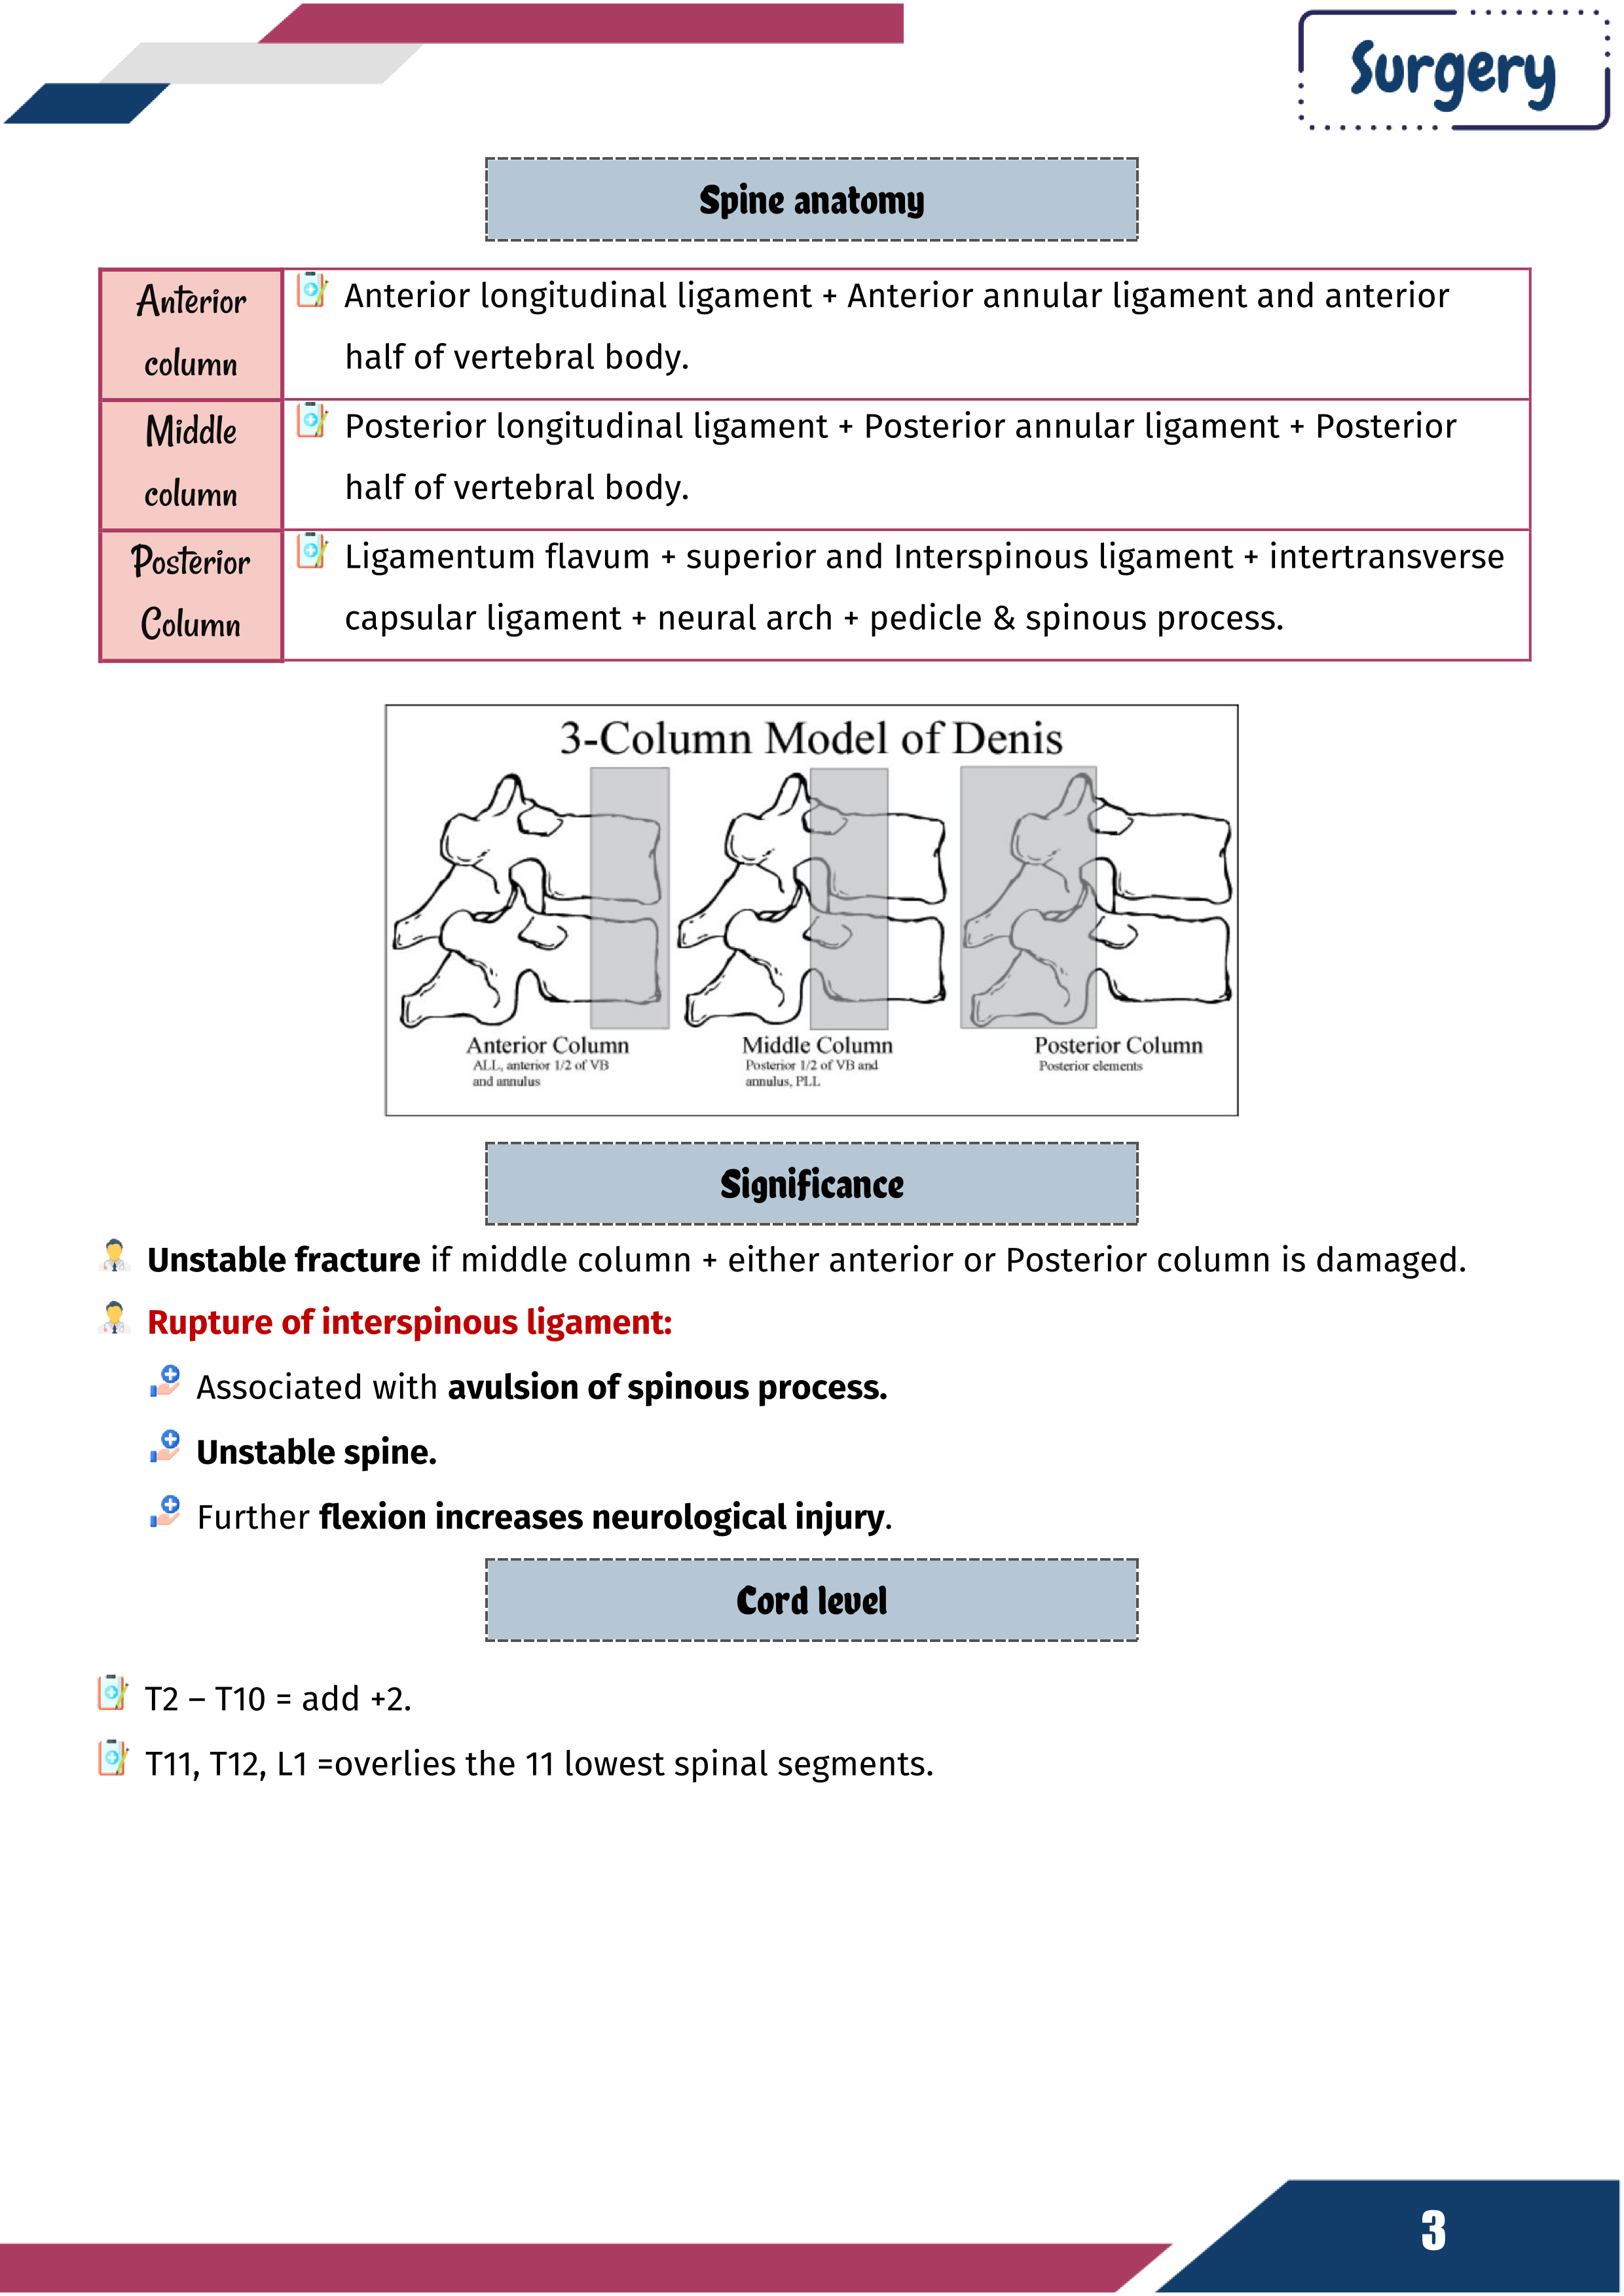 Surgery
Spine anatomy
Anterior
column
Anterior longitudinal ligament + Anterior annular ligament and anterior
half of vertebral body.
Middle
column
Posterior longitudinal ligament + Posterior annular ligament + Posterior
half of vertebral body.
Posterior
Column
Ligamentum flavum + superior and Interspinous ligament + intertransverse
capsular ligament + neural arch + pedicle & spinous process.
3-Column Model of Denis
Anterior Column
ALL, anterior 1/2 of VB
and annulus
Middle Column
Posterior 1/2 of VB and
annulus, PLL
Posterior Column
Posterior elements
Significance
Unstable fracture if middle column + either anterior or Posterior column is damaged.
Rupture of interspinous ligament:
Associated with avulsion of spinous process.
Unstable spine.
Further flexion increases neurological injury.
Cord level
T2 – T10 = add +2.
T11, T12, L1 =overlies the 11 lowest spinal segments.
3